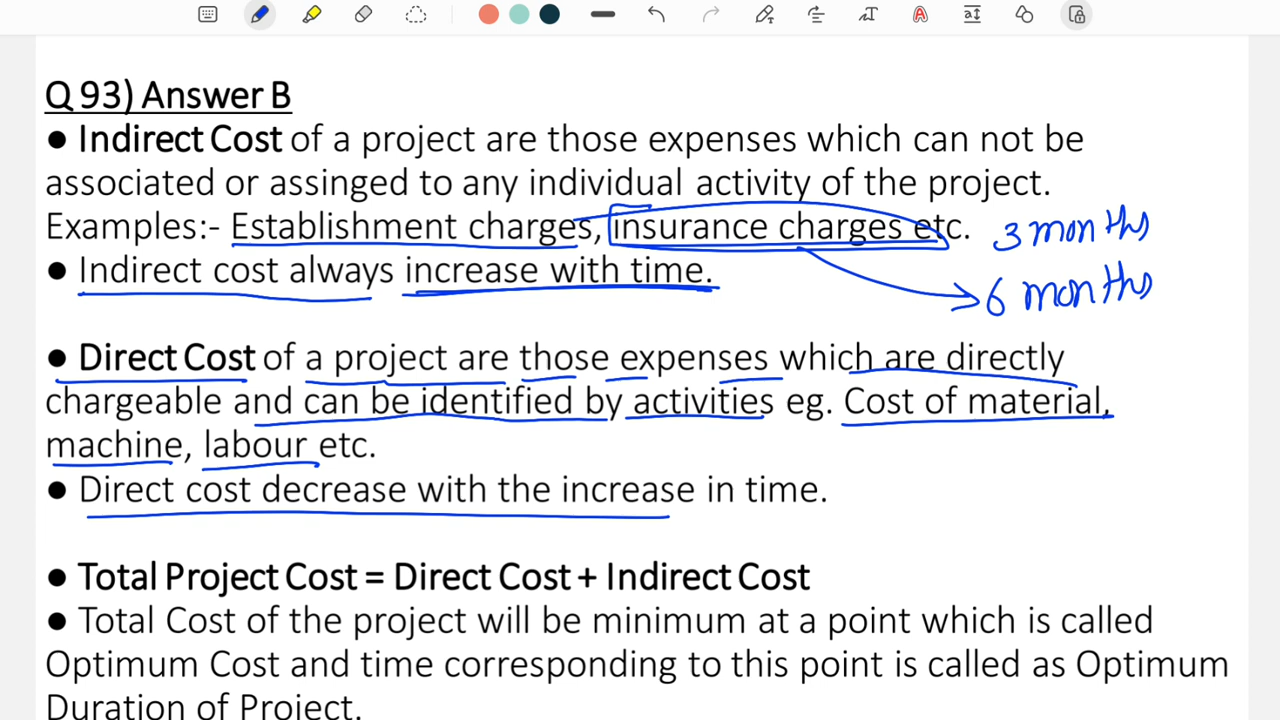 Q 93) Answer B
● Indirect Cost of a project are those expenses which can not be
associated or assinged to any individual activity of the project.
Examples:- Establishment charges, insurance charges etc. 3 months
● Indirect cost always increase with time. 6 months
● Direct Cost of a project are those expenses which are directly
chargeable and can be identified by activities eg. Cost of material,
machine, labour etc.
● Direct cost decrease with the increase in time.
● Total Project Cost = Direct Cost + Indirect Cost
● Total Cost of the project will be minimum at a point which is called
Optimum Cost and time corresponding to this point is called as Optimum
Duration of Project.